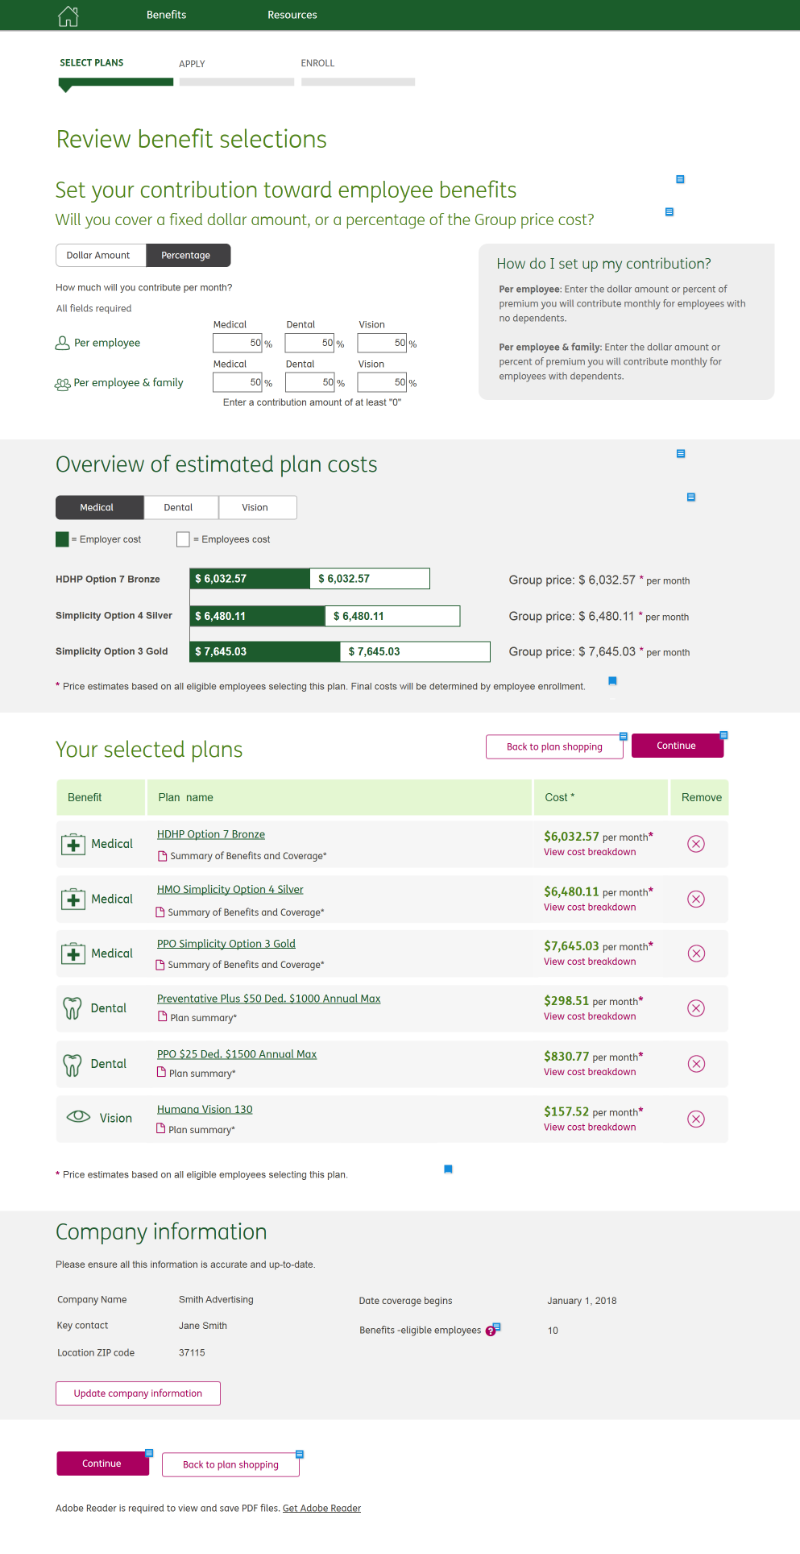 Benefits Resources
SELECT PLANS APPLY ENROLL
Review benefit selections
Set your contribution toward employee benefits
Will you cover a fixed dollar amount, or a percentage of the Group price cost?
Dollar Amount Percentage
How much will you contribute per month?
All fields required
Medical Dental Vision
Per employee 50 % 50 % 50 %
Medical Dental Vision
Per employee & family 50 % 50 % 50 %
Enter a contribution amount of at least "0"
How do I set up my contribution?
Per employee: Enter the dollar amount or percent of
premium you will contribute monthly for employees with
no dependents.
Per employee & family: Enter the dollar amount or
percent of premium you will contribute monthly for
employees with dependents.
Overview of estimated plan costs
Medical Dental Vision
= Employer cost = Employees cost
HDHP Option 7 Bronze $ 6,032.57 $ 6,032.57 Group price: $ 6,032.57 * per month
Simplicity Option 4 Silver $ 6,480.11 $ 6,480.11 Group price: $ 6,480.11 * per month
Simplicity Option 3 Gold $ 7,645.03 $ 7,645.03 Group price: $ 7,645.03 * per month
* Price estimates based on all eligible employees selecting this plan. Final costs will be determined by employee enrollment.
Your selected plans Back to plan shopping Continue
Benefit Plan name Cost * Remove
Medical HDHP Option 7 Bronze $6,032.57 per month*
Summary of Benefits and Coverage* View cost breakdown
Medical HMO Simplicity Option 4 Silver $6,480.11 per month*
Summary of Benefits and Coverage* View cost breakdown
Medical PPO Simplicity Option 3 Gold $7,645.03 per month*
Summary of Benefits and Coverage* View cost breakdown
Dental Preventative Plus $50 Ded. $1000 Annual Max $298.51 per month*
Plan summary* View cost breakdown
Dental PPO $25 Ded. $1500 Annual Max $830.77 per month*
Plan summary* View cost breakdown
Vision Humana Vision 130 $157.52 per month*
Plan summary* View cost breakdown
* Price estimates based on all eligible employees selecting this plan.
Company information
Please ensure all this information is accurate and up-to-date.
Company Name Smith Advertising Date coverage begins January 1, 2018
Key contact Jane Smith Benefits -eligible employees ? 10
Location ZIP code 37115
Update company information
Continue Back to plan shopping
Adobe Reader is required to view and save PDF files. Get Adobe Reader